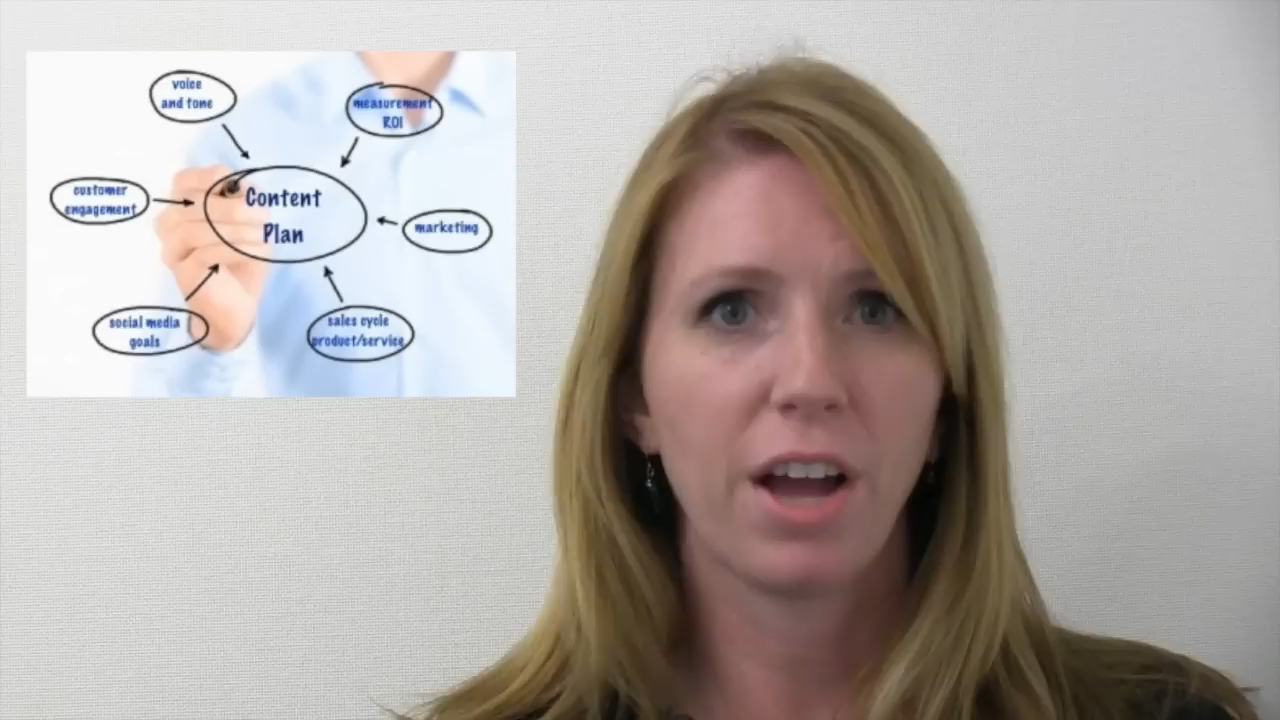 voice
and tone
measurement
ROI
customer
engagement
Content
Plan
marketing
social media
goals
sales cycle
product/service